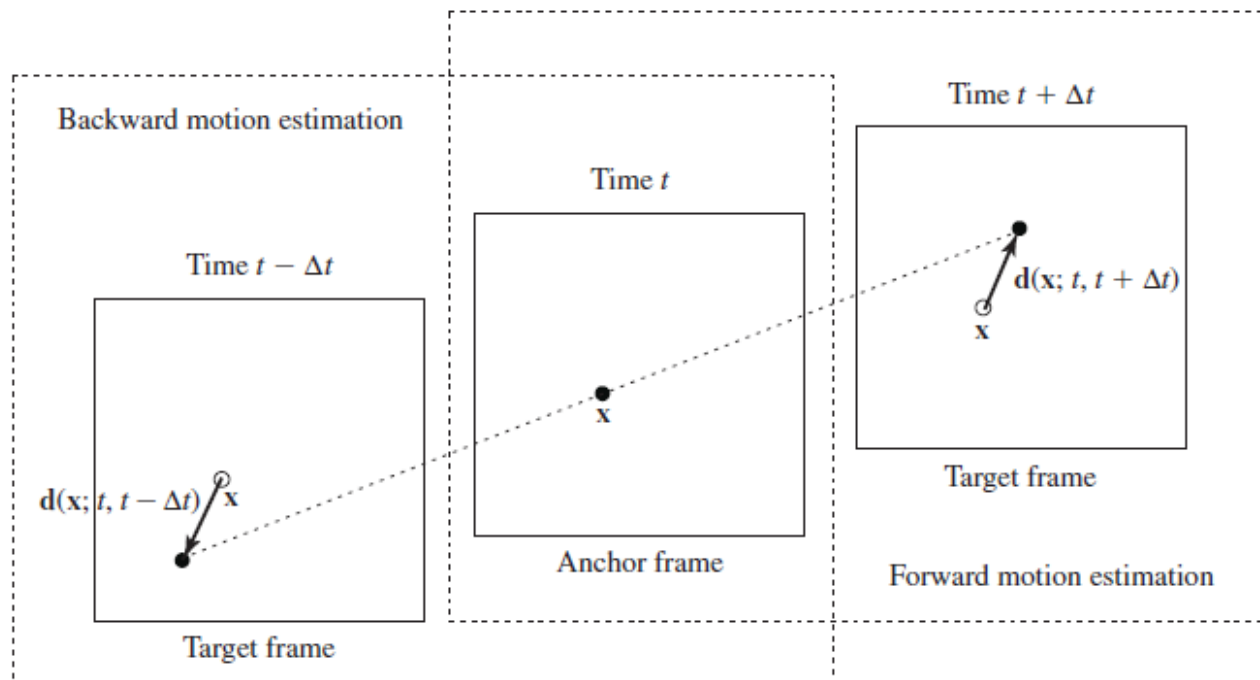 Time t + Δt
Backward motion estimation
Time t
Time t − Δt
d(x; t, t + Δt)
x
x
d(x; t, t − Δt)
x
Target frame
Anchor frame
Forward motion estimation
Target frame